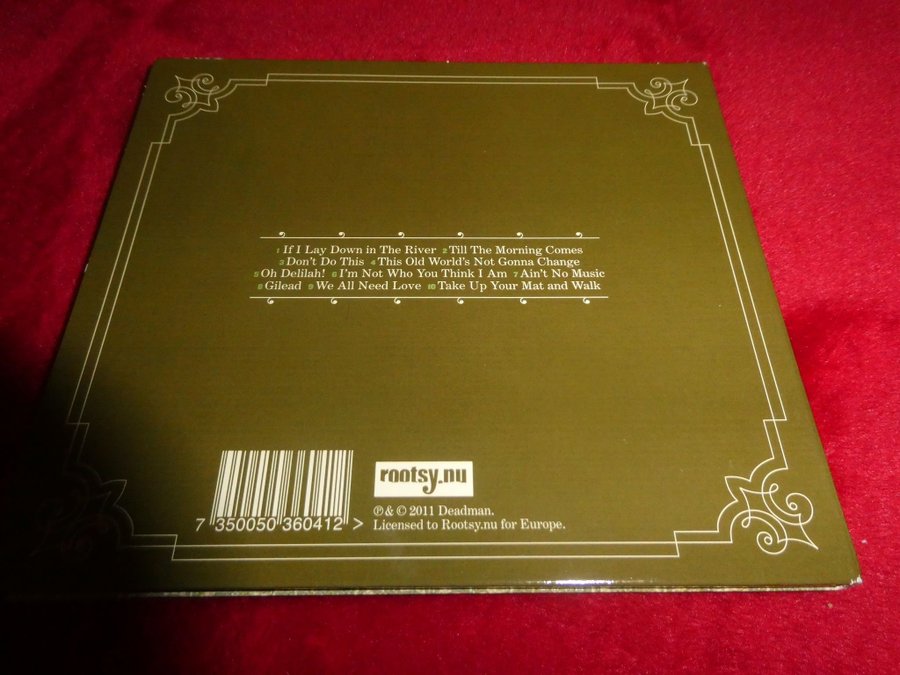 1 If I Lay Down in The River 2 Till The Morning Comes
3 Don't Do This 4 This Old World's Not Gonna Change
5 Oh Delilah! 6 I'm Not Who You Think I Am 7 Ain't No Music
8 Gilead 9 We All Need Love 10 Take Up Your Mat and Walk
rootsy.nu
7 350050 360412 >
℗ & © 2011 Deadman.
Licensed to Rootsy.nu for Europe.